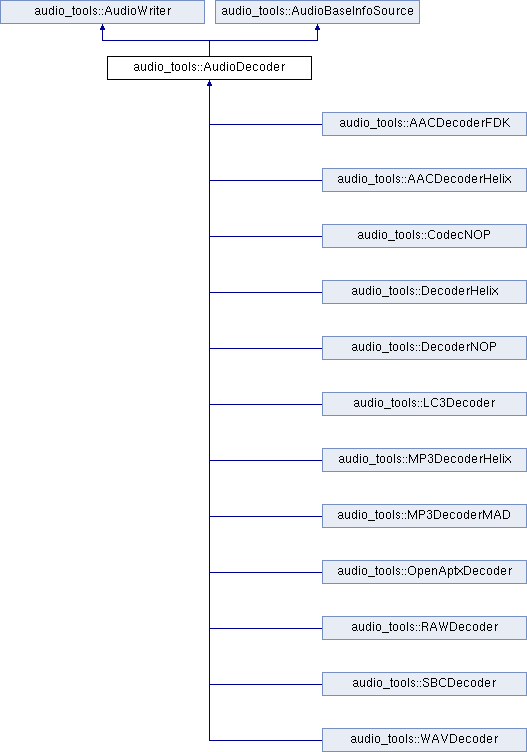 audio_tools::AudioWriter
audio_tools::AudioBaseInfoSource
audio_tools::AudioDecoder
audio_tools::AACDecoderFDK
audio_tools::AACDecoderHelix
audio_tools::CodecNOP
audio_tools::DecoderHelix
audio_tools::DecoderNOP
audio_tools::LC3Decoder
audio_tools::MP3DecoderHelix
audio_tools::MP3DecoderMAD
audio_tools::OpenAptxDecoder
audio_tools::RAWDecoder
audio_tools::SBCDecoder
audio_tools::WAVDecoder